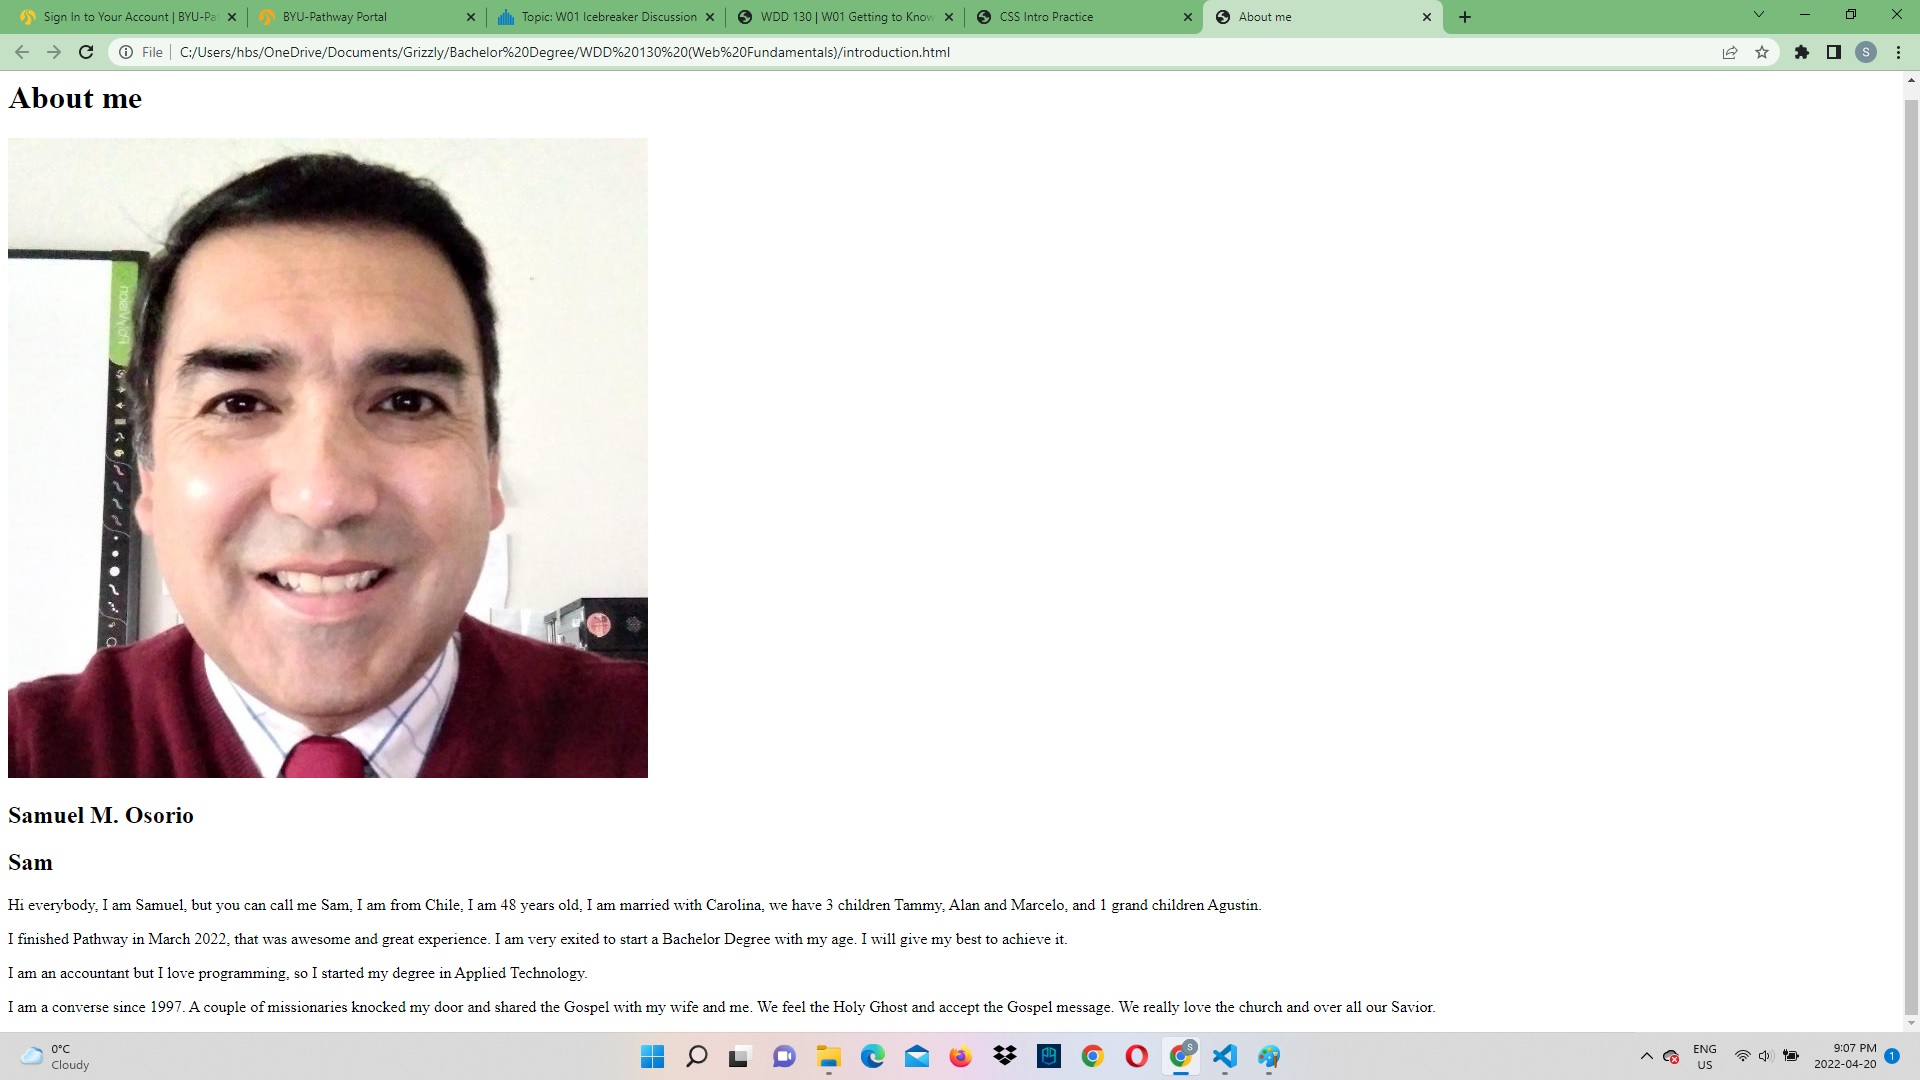 Sign In to Your Account | BYU-Pa
BYU-Pathway Portal
Topic: W01 Icebreaker Discussion
WDD 130 | W01 Getting to Know
CSS Intro Practice
About me
File
C:/Users/hbs/OneDrive/Documents/Grizzly/Bachelor%20Degree/WDD%20130%20(Web%20Fundamentals)/introduction.html
S
About me
PolyVision
Samuel M. Osorio
Sam
Hi everybody, I am Samuel, but you can call me Sam, I am from Chile, I am 48 years old, I am married with Carolina, we have 3 children Tammy, Alan and Marcelo, and 1 grand children Agustin.
I finished Pathway in March 2022, that was awesome and great experience. I am very exited to start a Bachelor Degree with my age. I will give my best to achieve it.
I am an accountant but I love programming, so I started my degree in Applied Technology.
I am a converse since 1997. A couple of missionaries knocked my door and shared the Gospel with my wife and me. We feel the Holy Ghost and accept the Gospel message. We really love the church and over all our Savior.
0°C
Cloudy
S
ENG
US
9:07 PM
2022-04-20
1